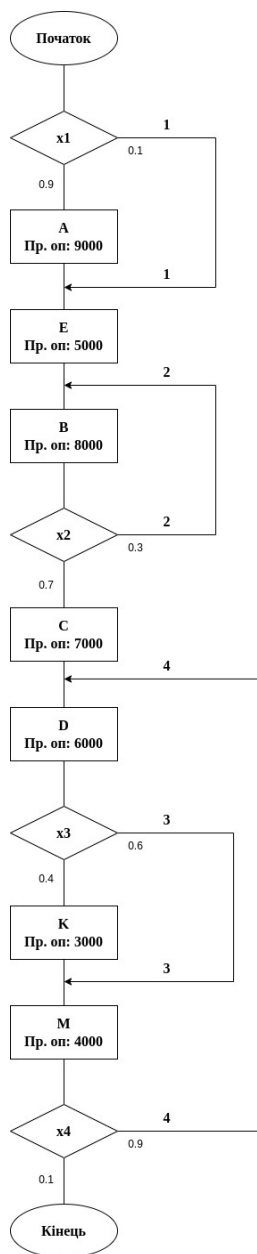 Початок
1
x1
0.1
0.9
A
Пр. оп: 9000
1
E
Пр. оп: 5000
2
B
Пр. оп: 8000
2
x2
0.3
0.7
C
Пр. оп: 7000
4
D
Пр. оп: 6000
3
x3
0.6
0.4
K
Пр. оп: 3000
3
M
Пр. оп: 4000
4
x4
0.9
0.1
Кінець